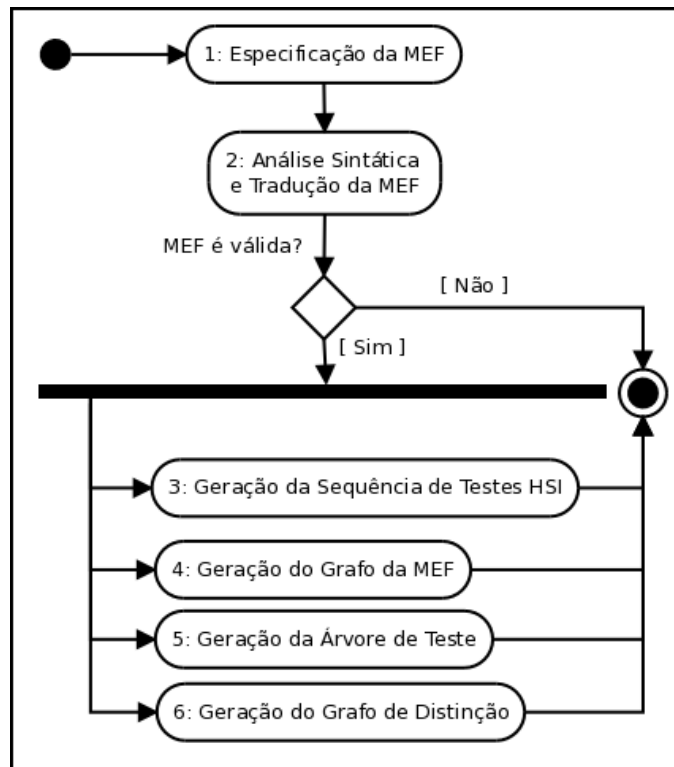 1: Especificação da MEF
2: Análise Sintática
e Tradução da MEF
MEF é válida?
[ Não ]
[ Sim ]
3: Geração da Sequência de Testes HSI
4: Geração do Grafo da MEF
5: Geração da Árvore de Teste
6: Geração do Grafo de Distinção